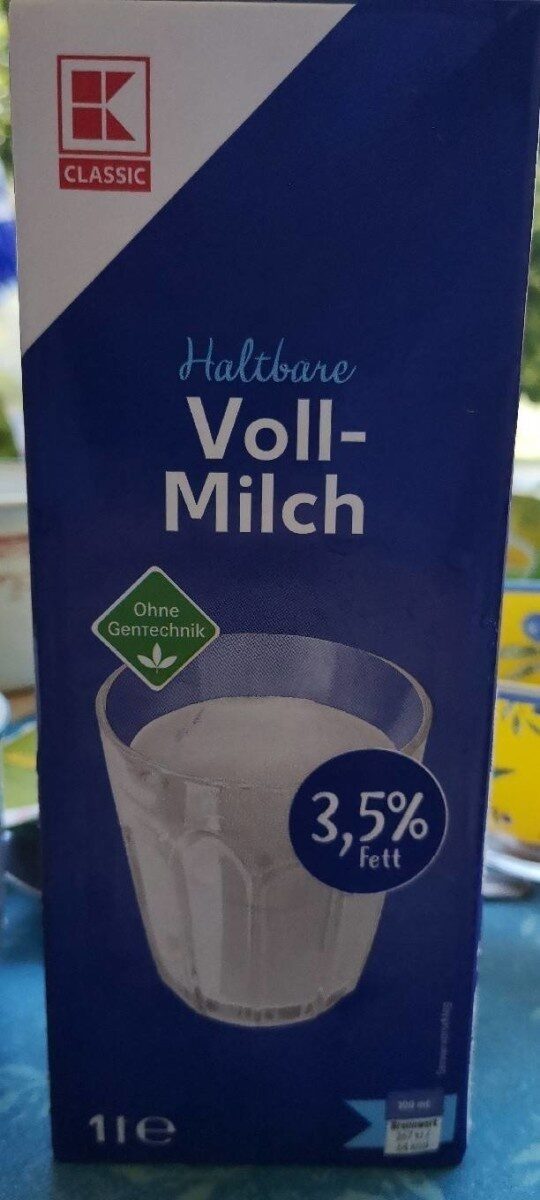 K
CLASSIC
Haltbare
Voll-
Milch
Ohne
Gentechnik
3,5%
Fett
1 l e
100 ml
Brennwert